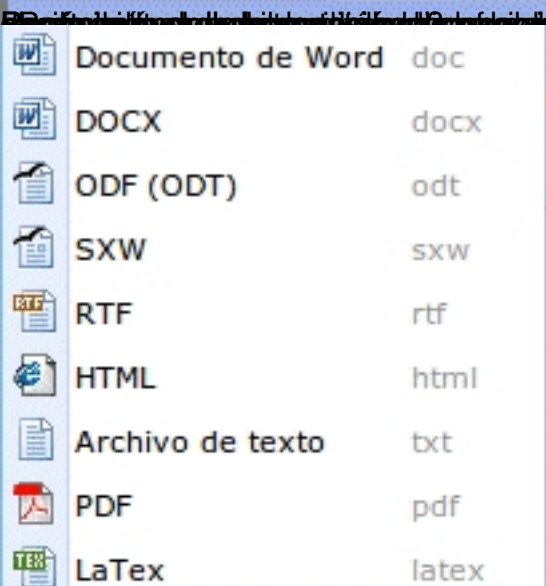 Documento de Word doc
DOCX docx
ODF (ODT) odt
SXW sxw
RTF rtf
HTML html
Archivo de texto txt
PDF pdf
LaTex latex